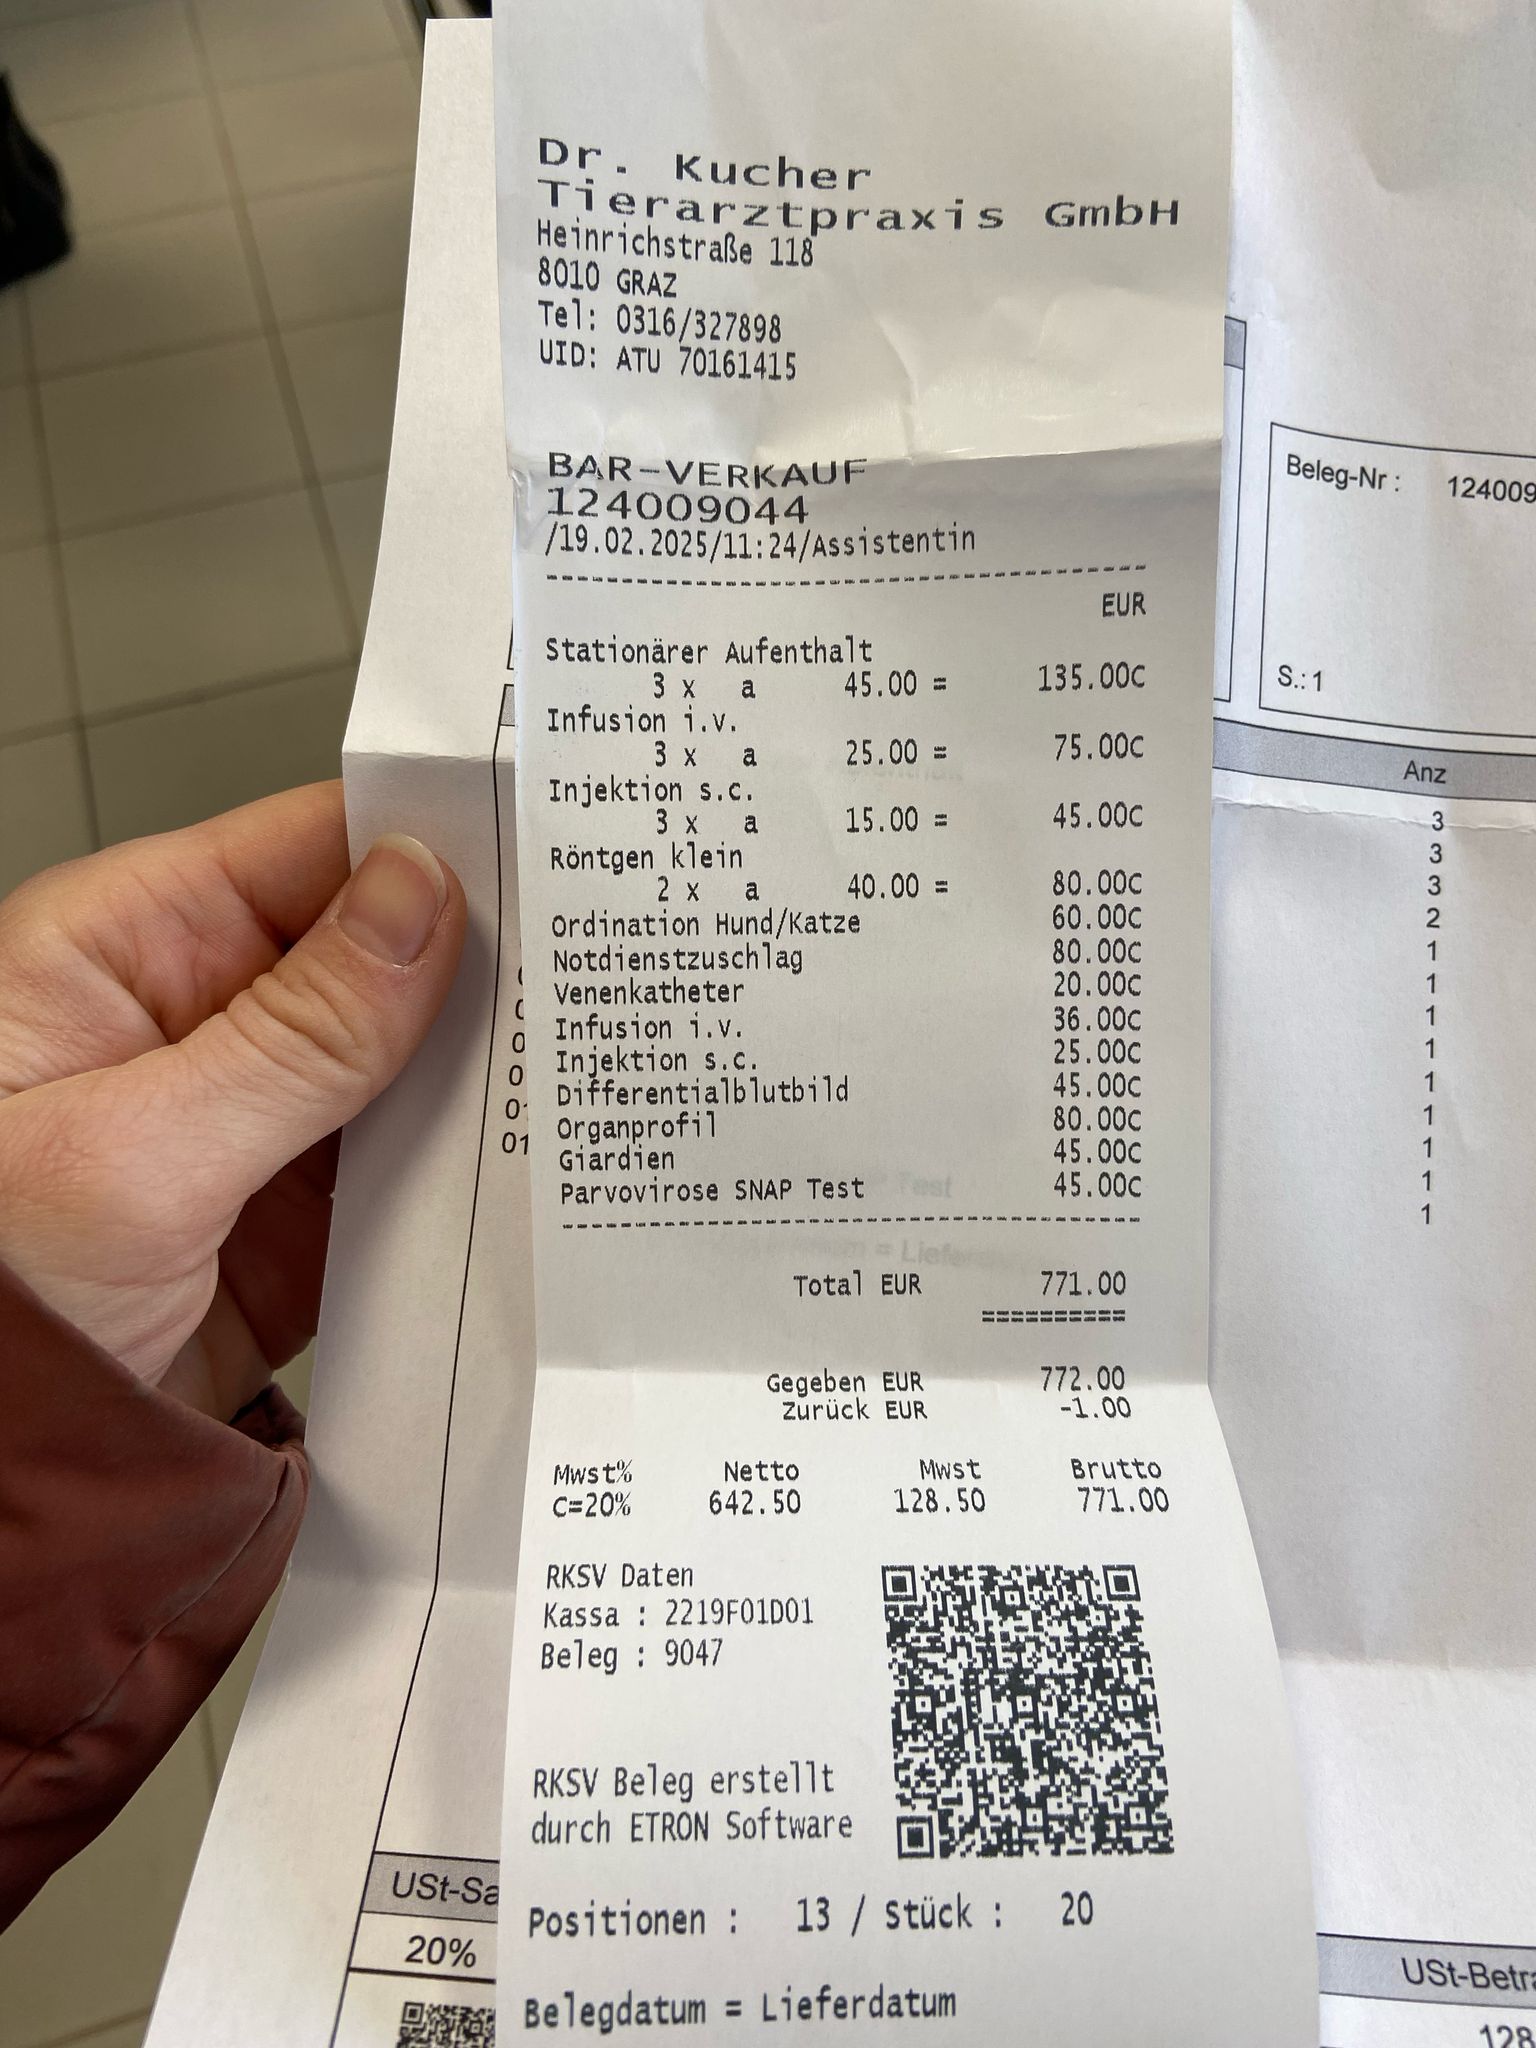 Dr. Kucher
Tierarztpraxis GmbH
Heinrichstraße 118
8010 GRAZ
Tel: 0316/327898
UID: ATU 70161415
BAR-VERKAUF
124009044
/19.02.2025/11:24/Assistentin
EUR
Stationärer Aufenthalt
3 x a 45.00 = 135.00C
Infusion i.v.
3 x a 25.00 = 75.00C
Injektion s.c.
3 x a 15.00 = 45.00C
Röntgen klein
2 x a 40.00 = 80.00C
Ordination Hund/Katze 60.00C
Notdienstzuschlag 80.00C
Venenkatheter 20.00C
Infusion i.v. 36.00C
Injektion s.c. 25.00C
Differentialblutbild 45.00C
Organprofil 80.00C
Giardien 45.00C
Parvovirose SNAP Test 45.00C
Total EUR 771.00
==========
Gegeben EUR 772.00
Zurück EUR -1.00
Mwst% Netto Mwst Brutto
C=20% 642.50 128.50 771.00
RKSV Daten
Kassa : 2219F01D01
Beleg : 9047
RKSV Beleg erstellt
durch ETRON Software
Positionen : 13 / Stück : 20
Belegdatum = Lieferdatum
Beleg-Nr : 124009
S.: 1
Anz
3
3
3
2
1
1
1
1
1
1
1
1
1
0
0
01
01
USt-Sa
20%
USt-Betra
128